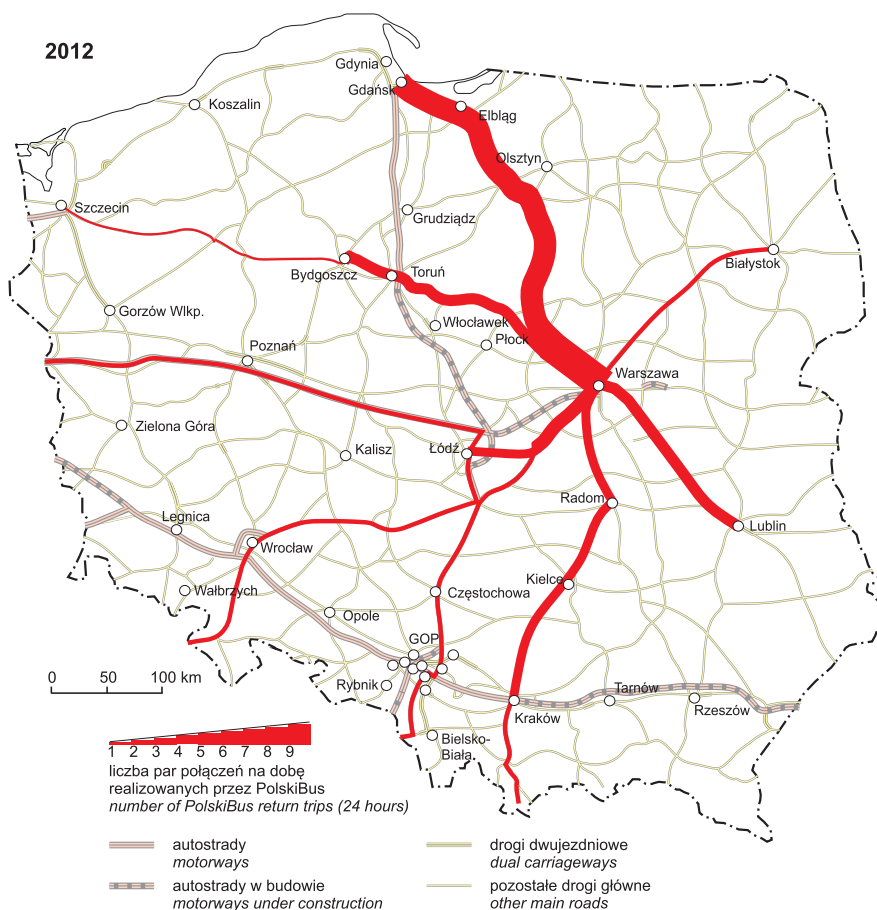 2012
Gdynia
Gdańsk
Koszalin
Elbląg
Olsztyn
Szczecin
Grudziądz
Białystok
Bydgoszcz
Toruń
Gorzów Wlkp.
Włocławek
Płock
Poznań
Warszawa
Zielona Góra
Kalisz
Łódź
Radom
Legnica
Lublin
Wrocław
Kielce
Wałbrzych
Częstochowa
Opole
GOP
0 50 100 km
Rybnik
Tarnów
Rzeszów
Kraków
Bielsko-
Biała
1 2 3 4 5 6 7 8 9
liczba par połączeń na dobę
realizowanych przez PolskiBus
number of PolskiBus return trips (24 hours)
autostrady
motorways
autostrady w budowie
motorways under construction
drogi dwujezdniowe
dual carriageways
pozostałe drogi główne
other main roads